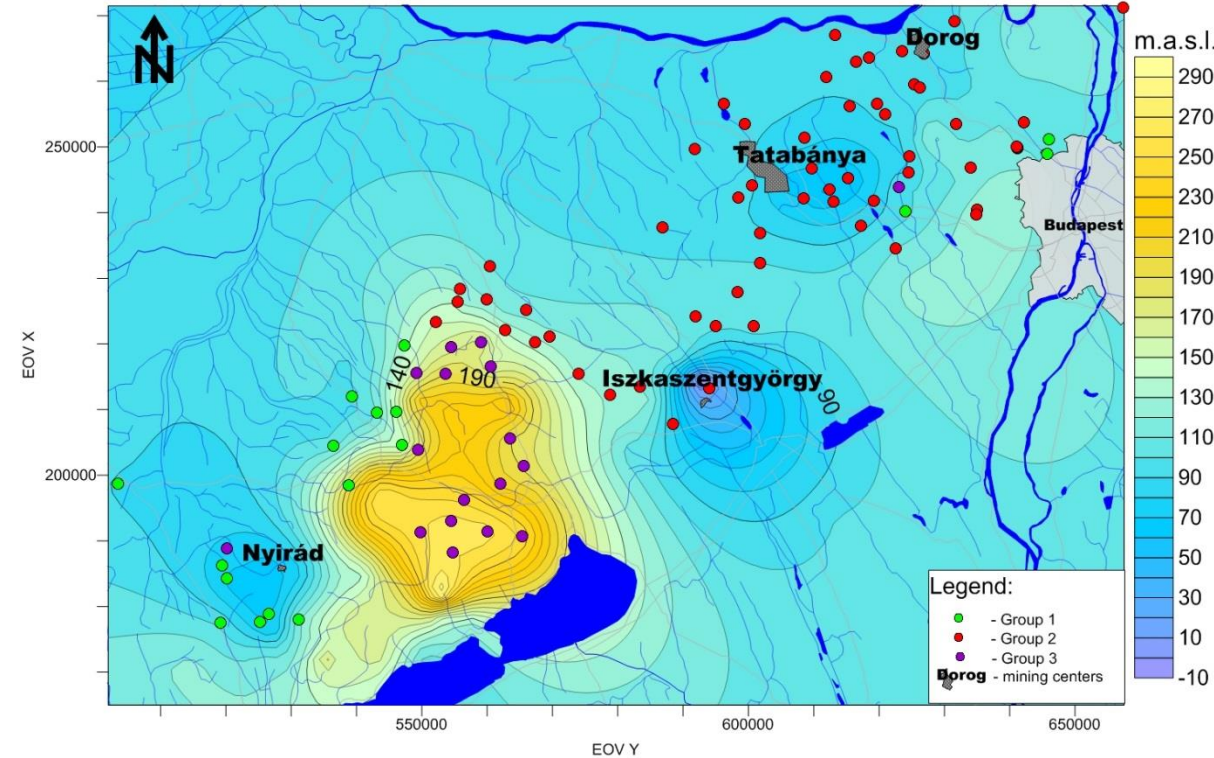 N
Dorog
m.a.s.l.
290
270
250
230
210
190
170
150
130
110
90
70
50
30
10
-10
250000
200000
EOV X
Tatabánya
Budapest
140
190
Iszkaszentgyörgy
90
Nyirád
Legend:
- Group 1
- Group 2
- Group 3
Dorog - mining centers
550000
600000
650000
EOV Y